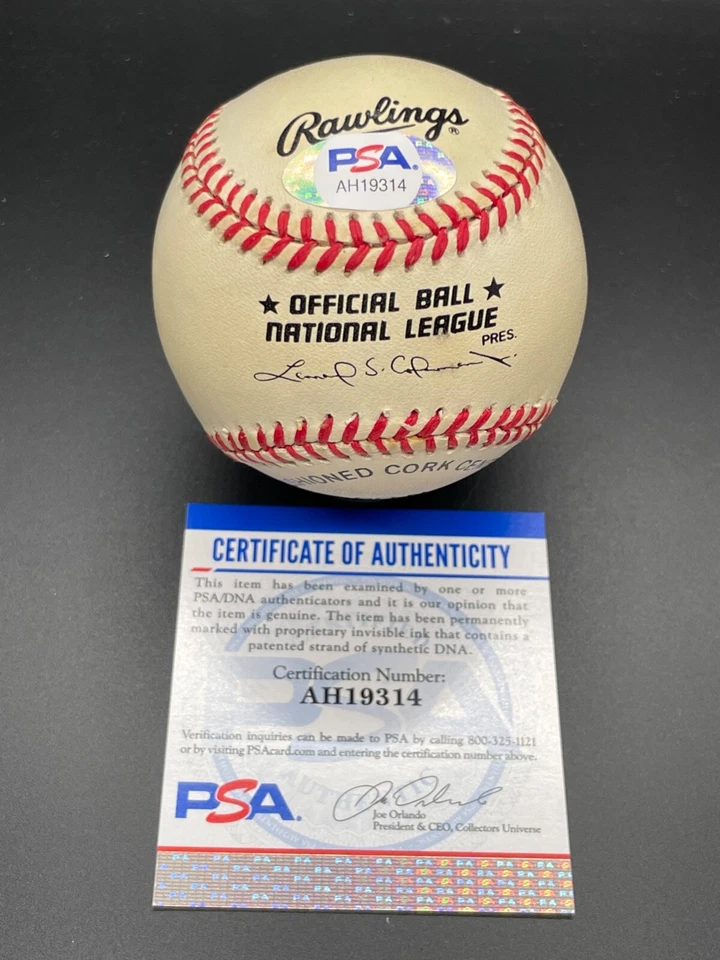 Rawlings®
PSA.
AH19314
★ OFFICIAL BALL ★
NATIONAL LEAGUE
PRES.
HIONED CORK CEN
CERTIFICATE OF AUTHENTICITY
This item has been examined by one or more
PSA/DNA authenticators and it is our opinion that
the item is genuine. The item has been permanently
marked with proprietary invisible ink that contains a
patented strand of synthetic DNA.
Certification Number:
AH19314
Verification inquiries can be made to PSA by calling 800-325-1121
or by visiting PSAcard.com and entering the certification number above.
PSA.
Joe Orlando
President & CEO, Collectors Universe